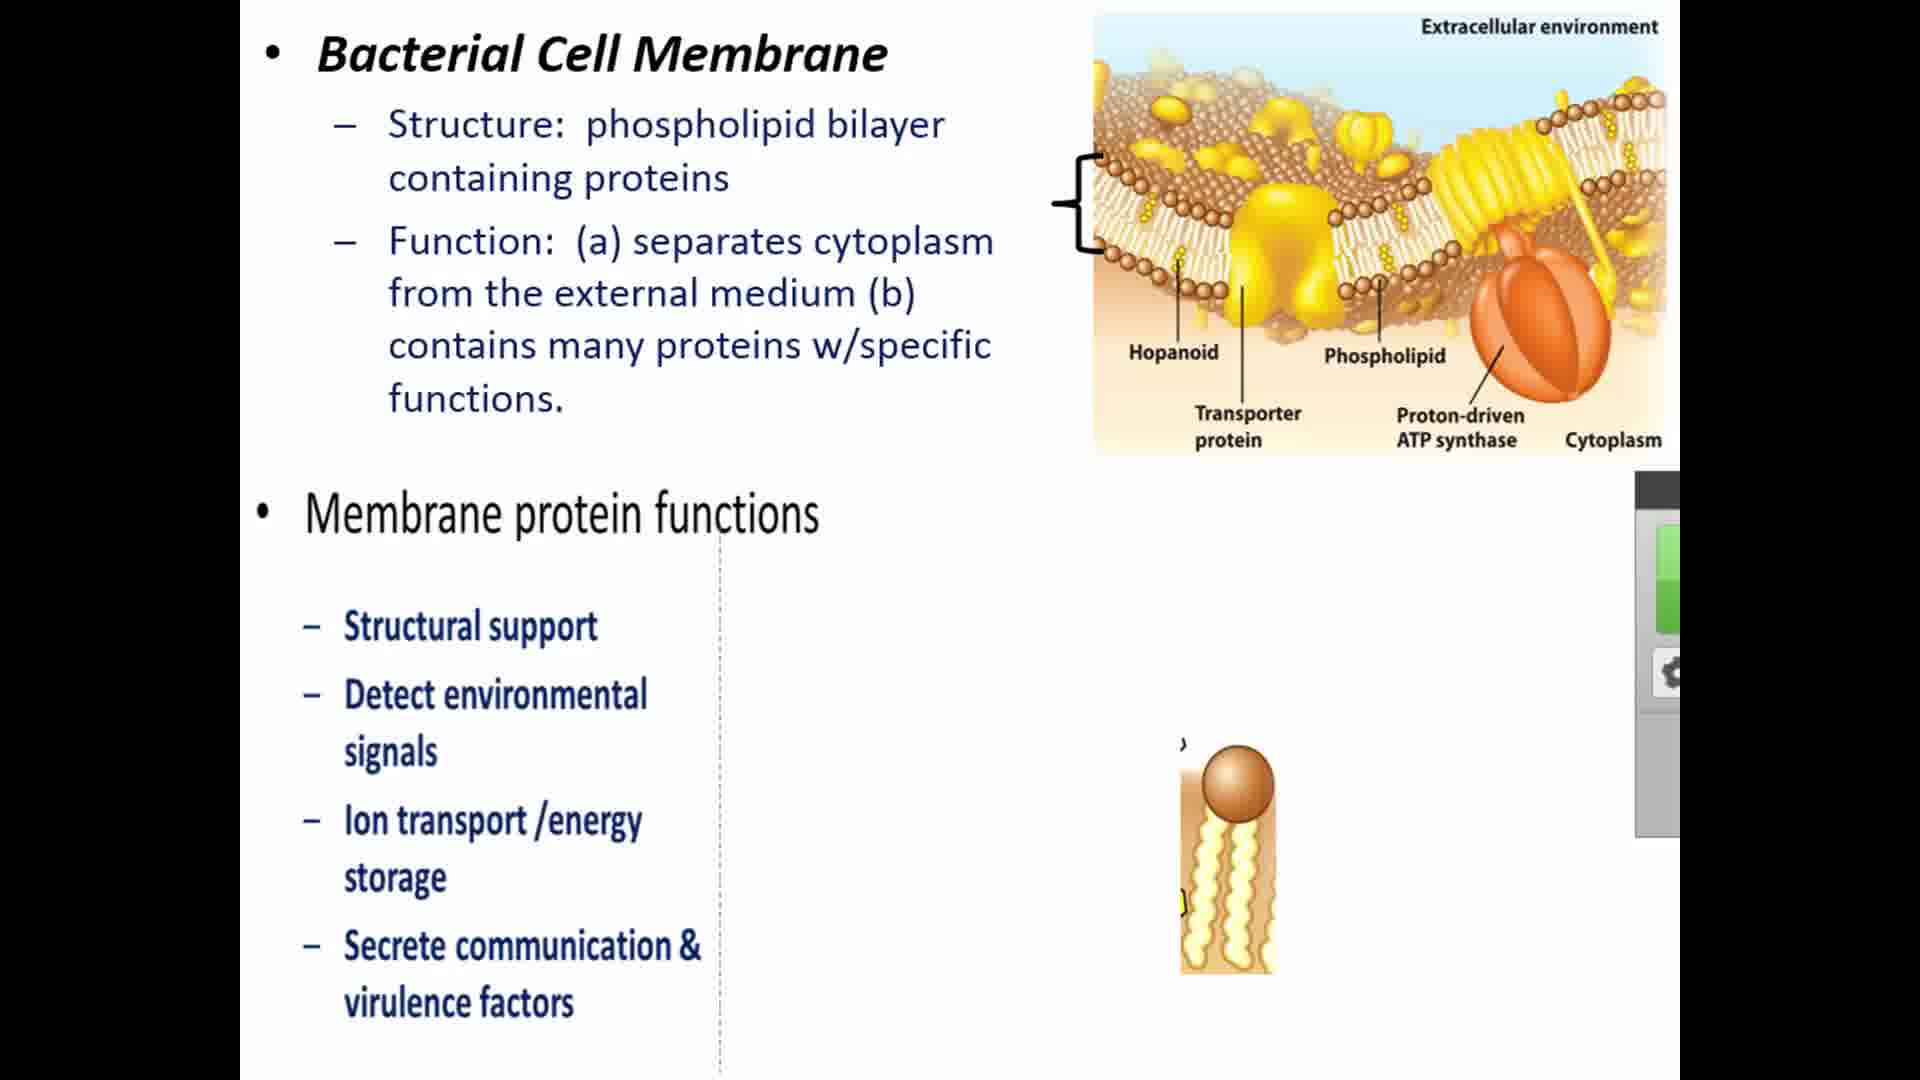 • Bacterial Cell Membrane
– Structure: phospholipid bilayer
containing proteins
– Function: (a) separates cytoplasm
from the external medium (b)
contains many proteins w/specific
functions.
Extracellular environment
Hopanoid
Phospholipid
Transporter
protein
Proton-driven
ATP synthase
Cytoplasm
• Membrane protein functions
– Structural support
– Detect environmental
signals
– Ion transport /energy
storage
– Secrete communication &
virulence factors